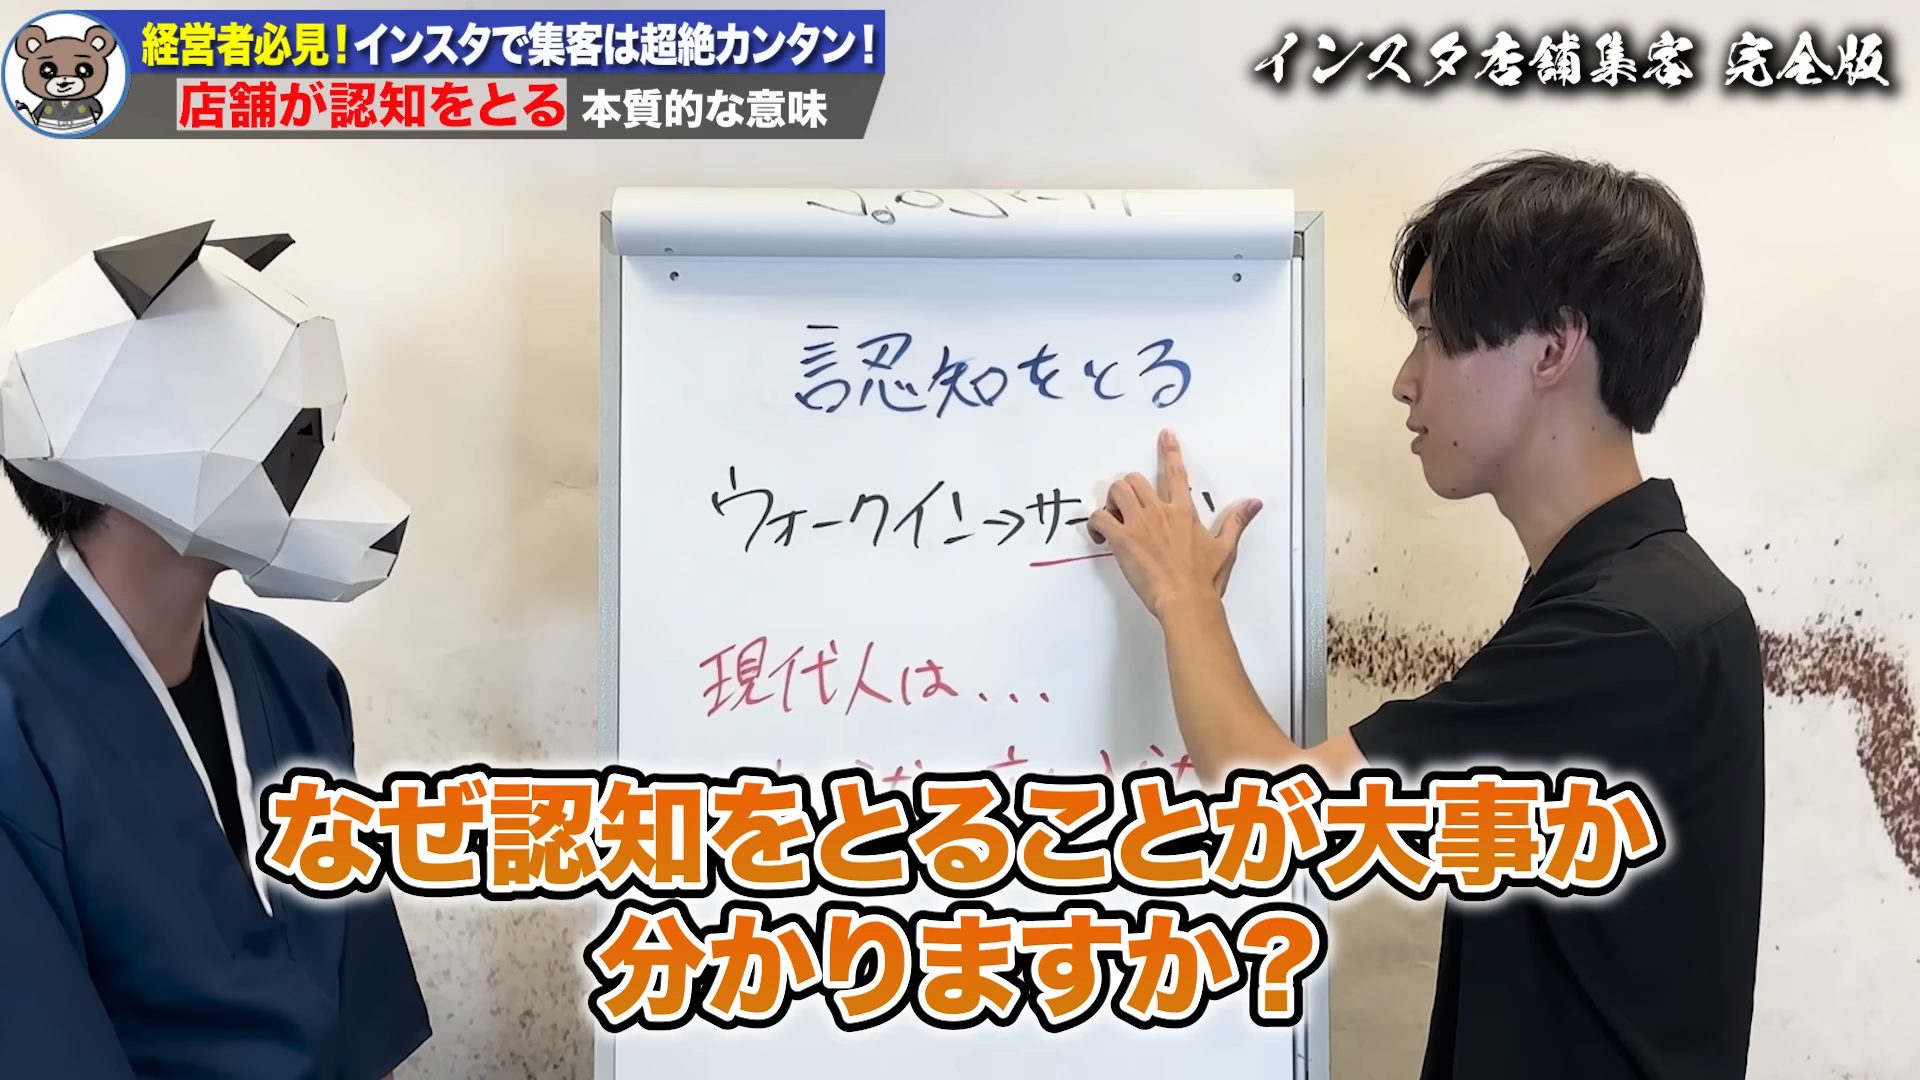 経営者必見！インスタで集客は超絶カンタン！
店舗が認知をとる 本質的な意味
インスタ店舗集客 完全版
認知をとる
ウォークイン→サー
現代人は...
なぜ認知をとることが大事か
分かりますか？